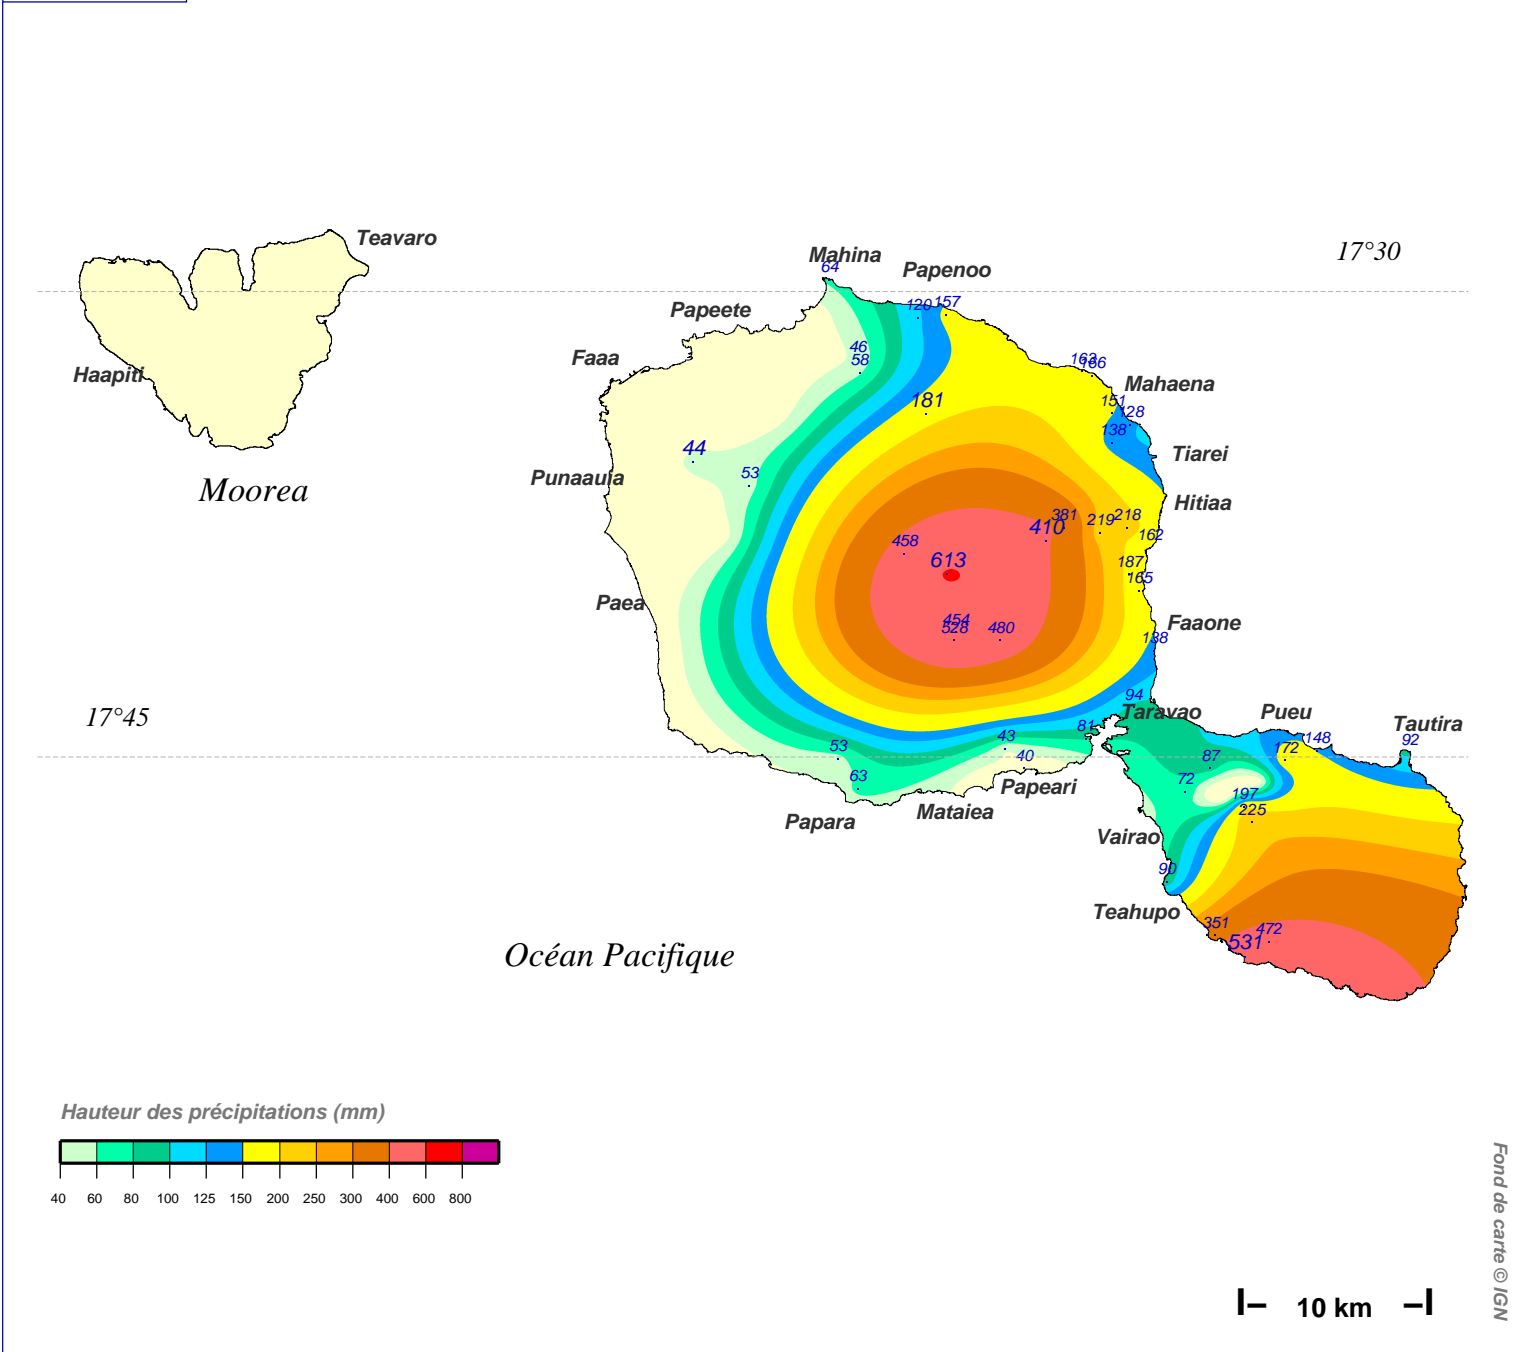 Teavaro
17°30
Mahina
64
Papenoo
120
157
Papeete
Faaa
46
58
163
166
Haapiti
Mahaena
181
151
128
138
44
Tiarei
53
Punaauia
Moorea
Hitiaa
381
219
218
410
162
458
613
187
165
Paea
454
528
480
Faaone
138
94
17°45
Taravao
81
Pueu
Tautira
43
148
92
53
172
40
87
63
72
Papeari
197
225
Papara
Mataiea
Vairao
90
Teahupo
351
472
531
Océan Pacifique
Hauteur des précipitations (mm)
40 60 80 100 125 150 200 250 300 400 600 800
Fond de carte © IGN
10 km